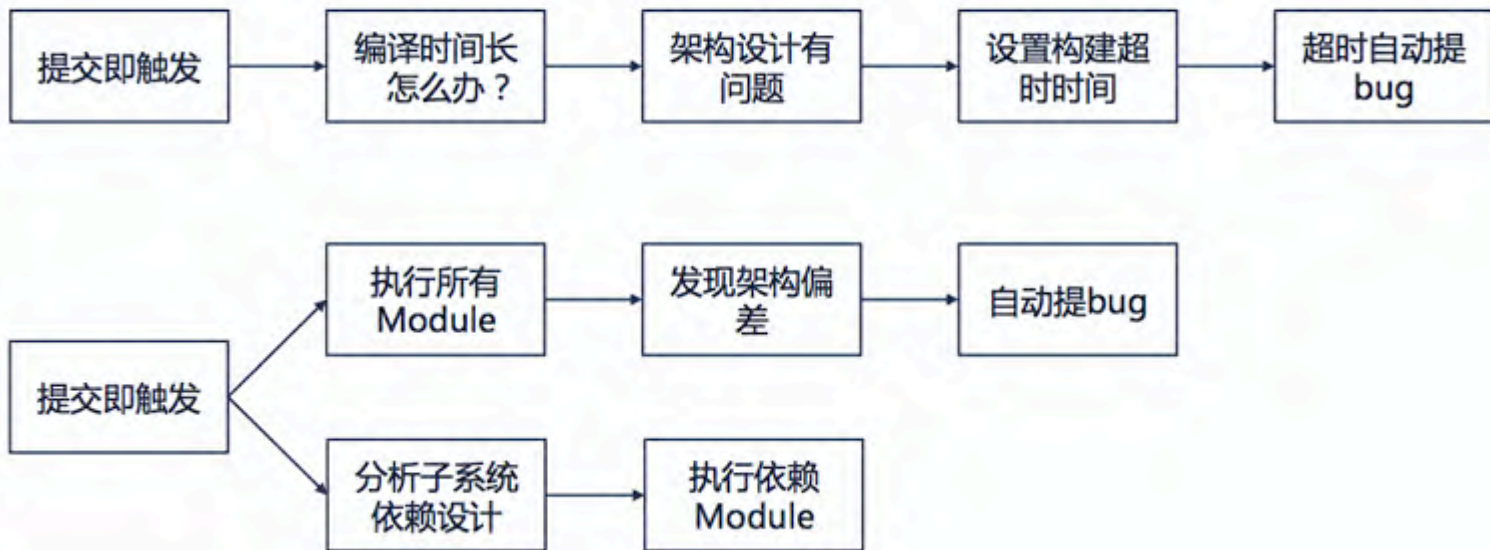 提交即触发
编译时间长
怎么办？
架构设计有
问题
设置构建超
时时间
超时自动提
bug
执行所有
Module
发现架构偏
差
自动提bug
提交即触发
分析子系统
依赖设计
执行依赖
Module